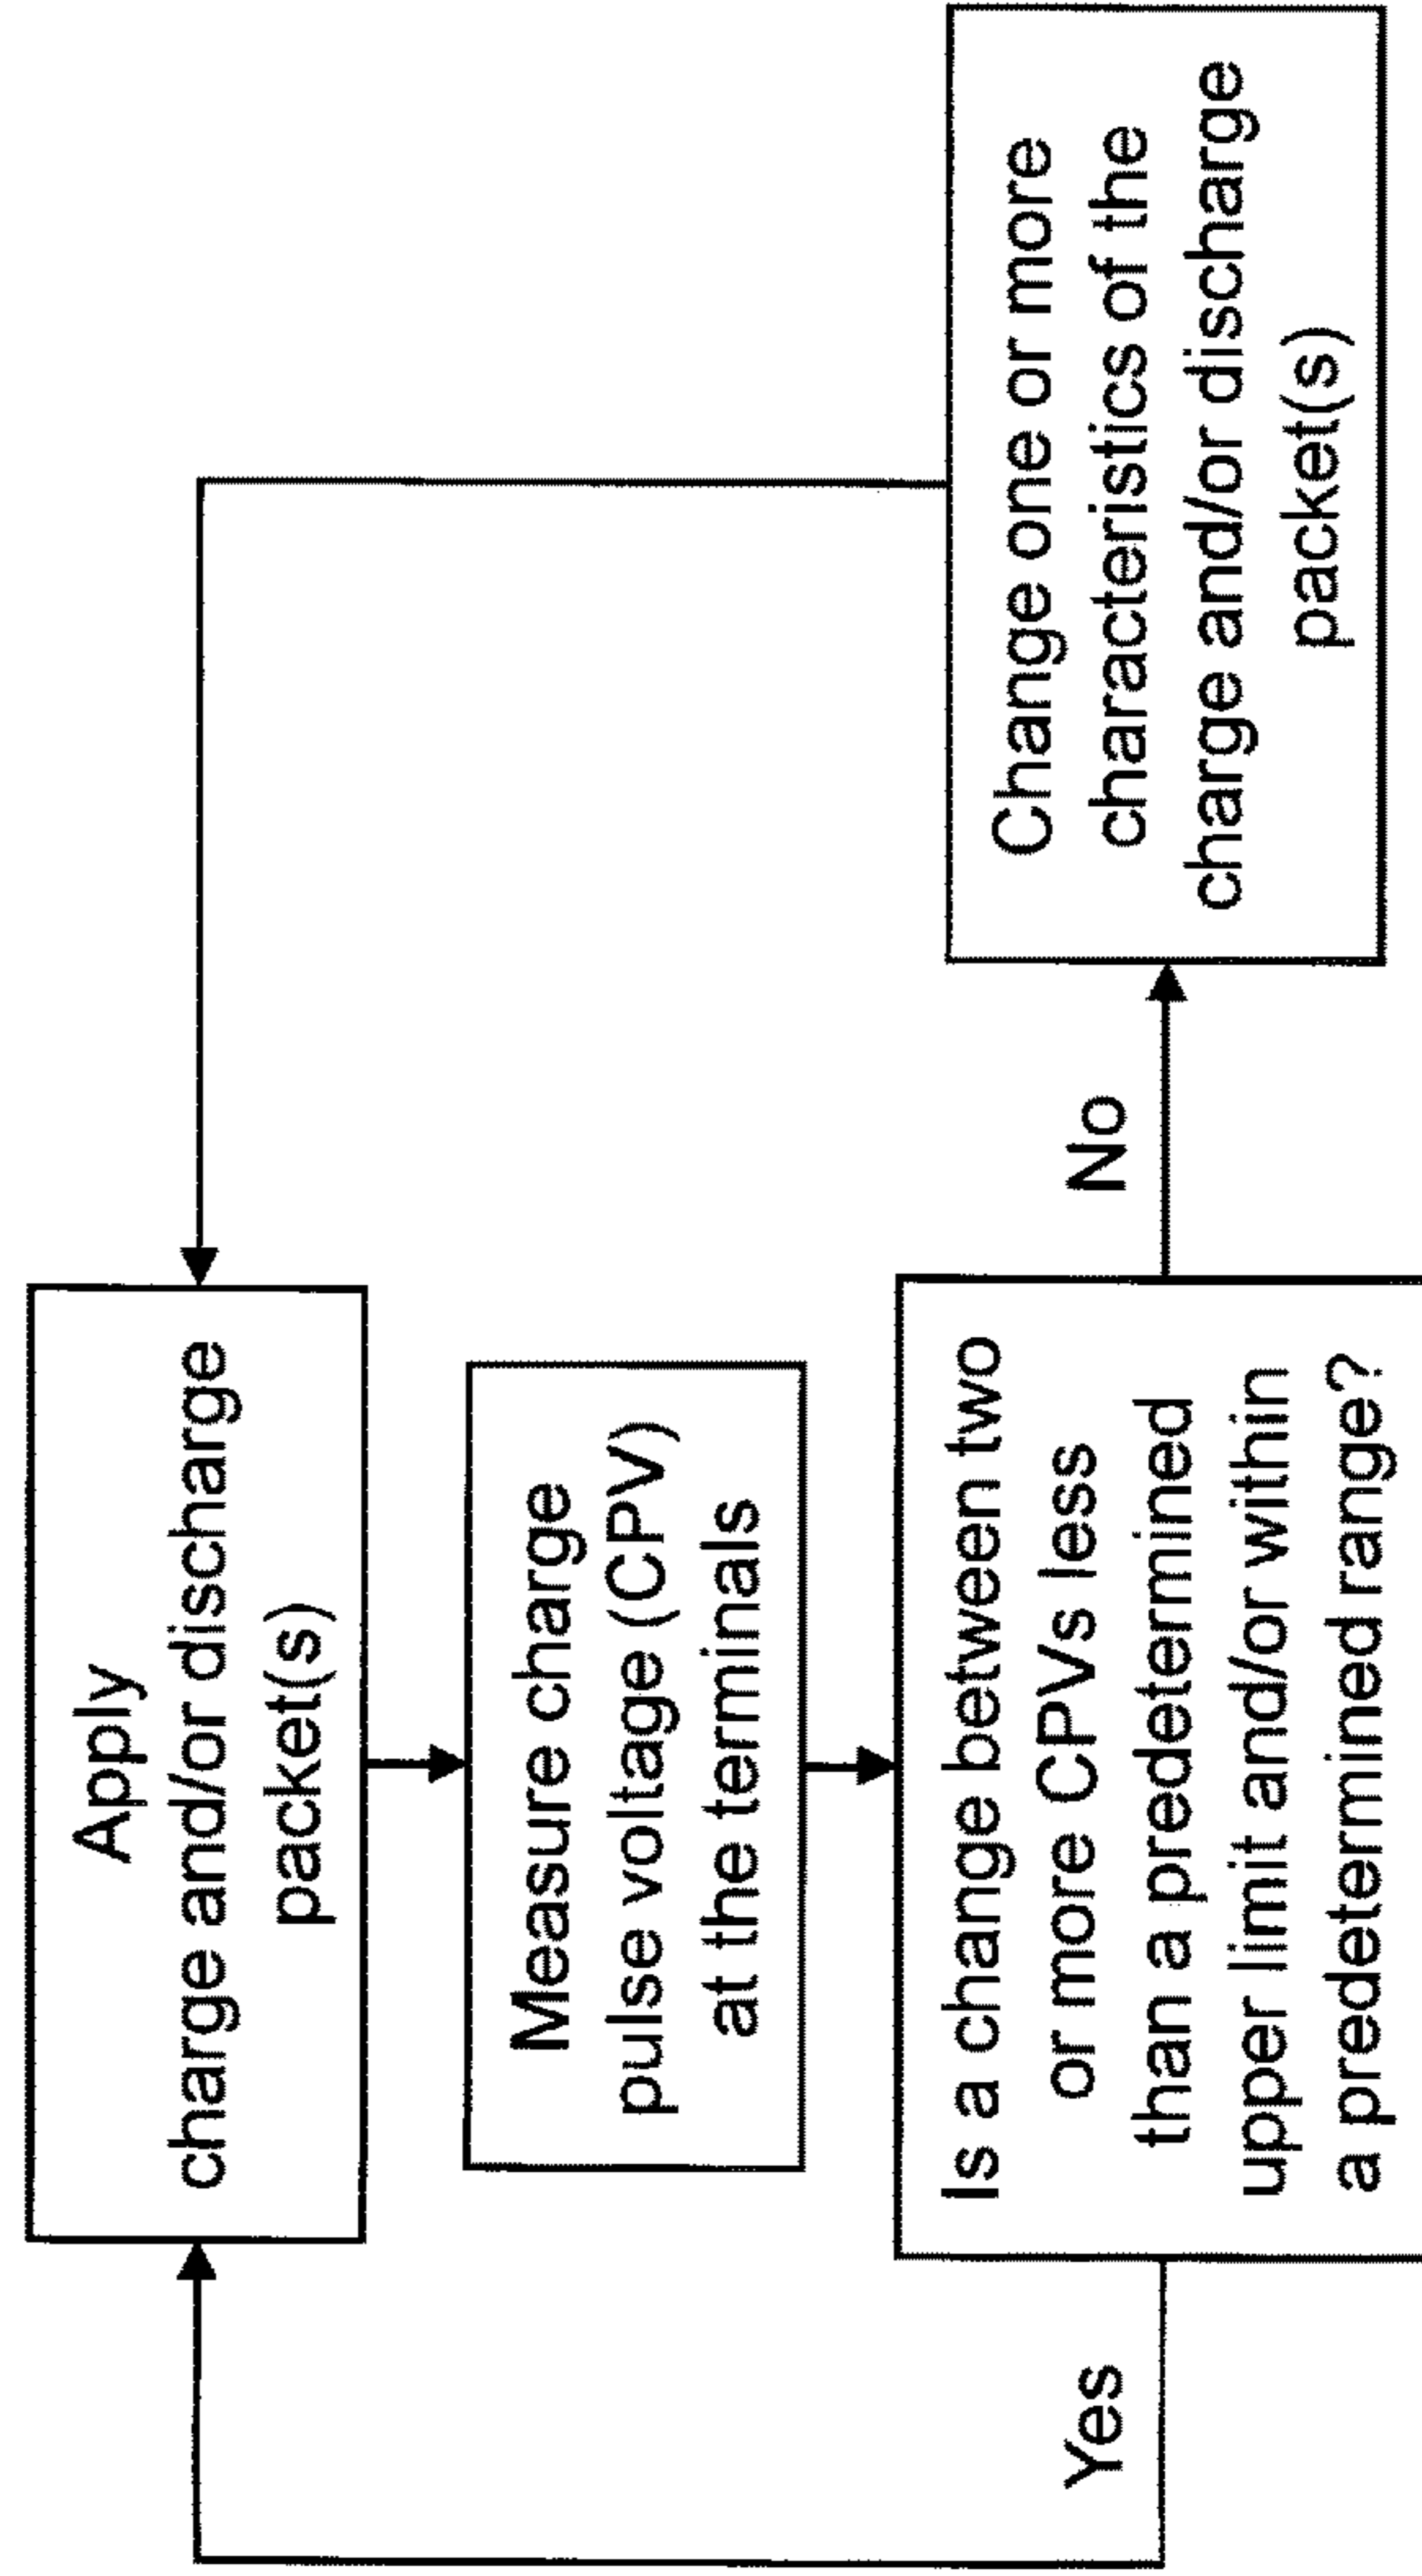 Apply
charge and/or discharge
packet(s)
Measure charge
pulse voltage (CPV)
at the terminals
Is a change between two
or more CPVs less
than a predetermined
upper limit and/or within
a predetermined range?
Yes
No
Change one or more
characteristics of the
charge and/or discharge
packet(s)